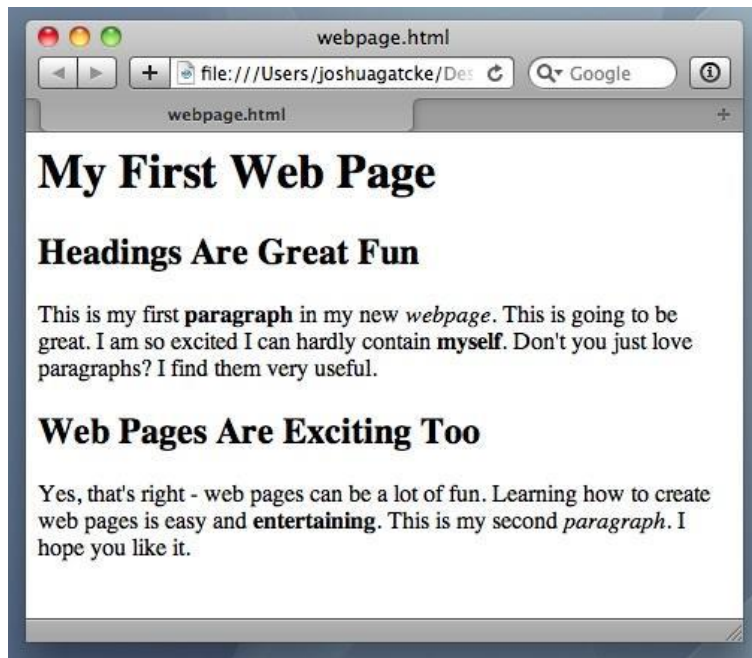 webpage.html
file:///Users/joshuagatcke/Des
Google
webpage.html
My First Web Page
Headings Are Great Fun
This is my first paragraph in my new webpage. This is going to be
great. I am so excited I can hardly contain myself. Don't you just love
paragraphs? I find them very useful.
Web Pages Are Exciting Too
Yes, that's right - web pages can be a lot of fun. Learning how to create
web pages is easy and entertaining. This is my second paragraph. I
hope you like it.